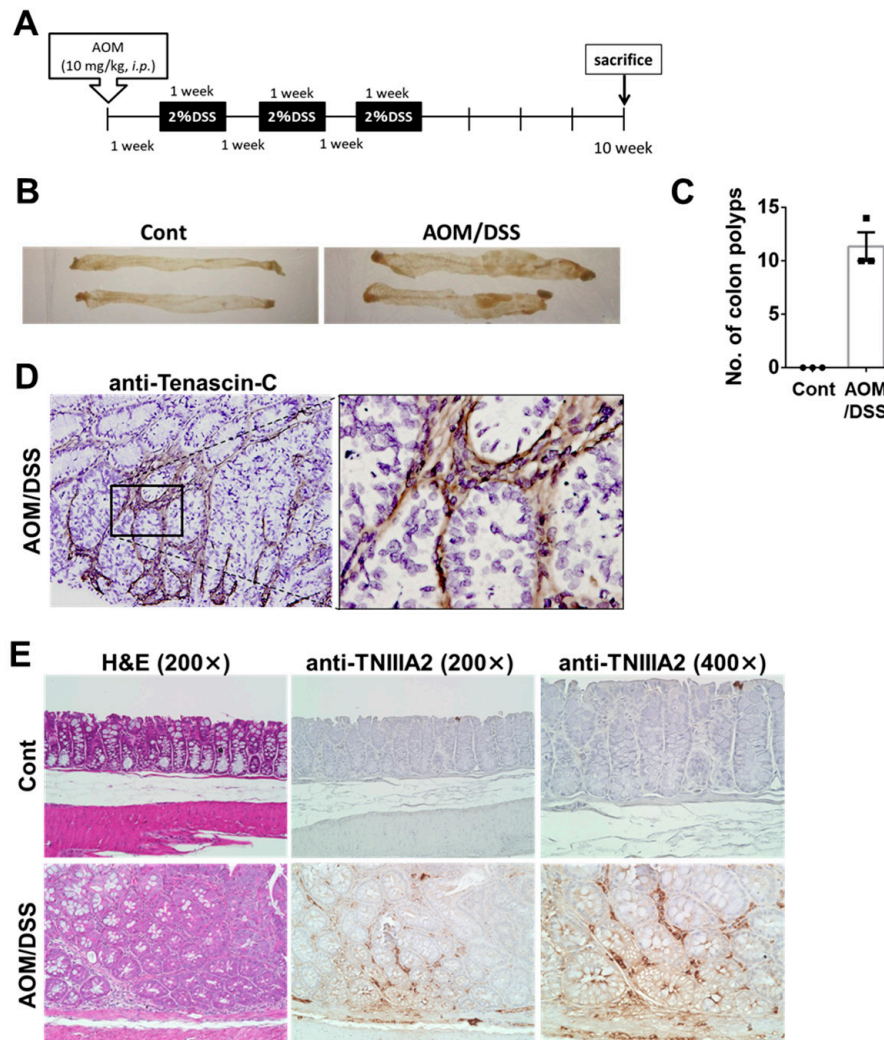 A
AOM
(10 mg/kg, i.p.)
sacrifice
1 week 1 week 1 week
2%DSS 2%DSS 2%DSS
1 week 1 week 1 week 10 week
B
Cont AOM/DSS
C
No. of colon polyps
15
10
5
0
Cont AOM
/DSS
D
anti-Tenascin-C
AOM/DSS
E
H&E (200×) anti-TNIIIA2 (200×) anti-TNIIIA2 (400×)
Cont
AOM/DSS